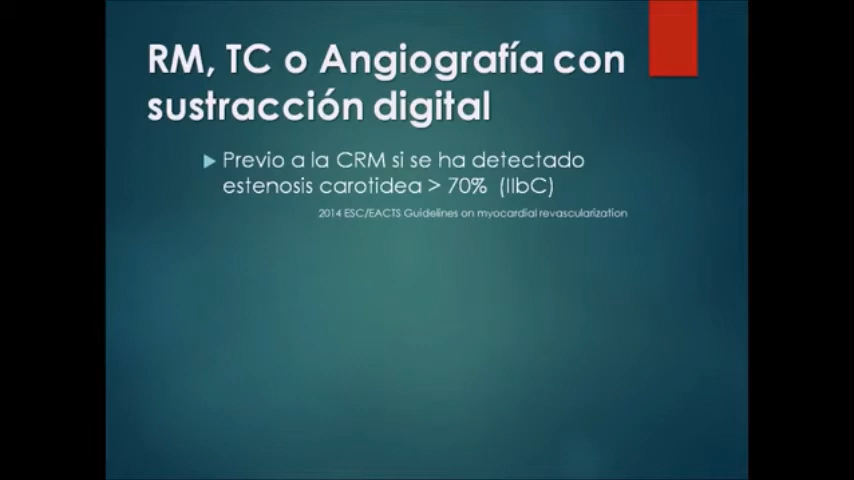 RM, TC o Angiografía con
sustracción digital
Previo a la CRM si se ha detectado
estenosis carotidea > 70% (IIbC)
2014 ESC/EACTS Guidelines on myocardial revascularization